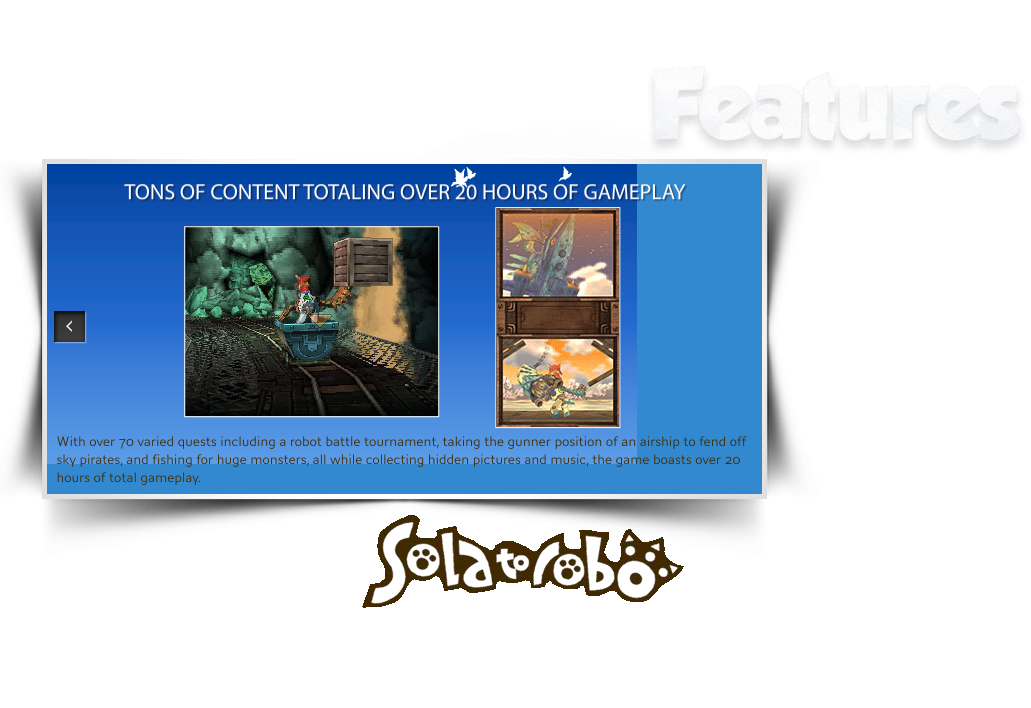 Features
TONS OF CONTENT TOTALING OVER 20 HOURS OF GAMEPLAY
With over 70 varied quests including a robot battle tournament, taking the gunner position of an airship to fend off
sky pirates, and fishing for huge monsters, all while collecting hidden pictures and music, the game boasts over 20
hours of total gameplay.
Solatorobo